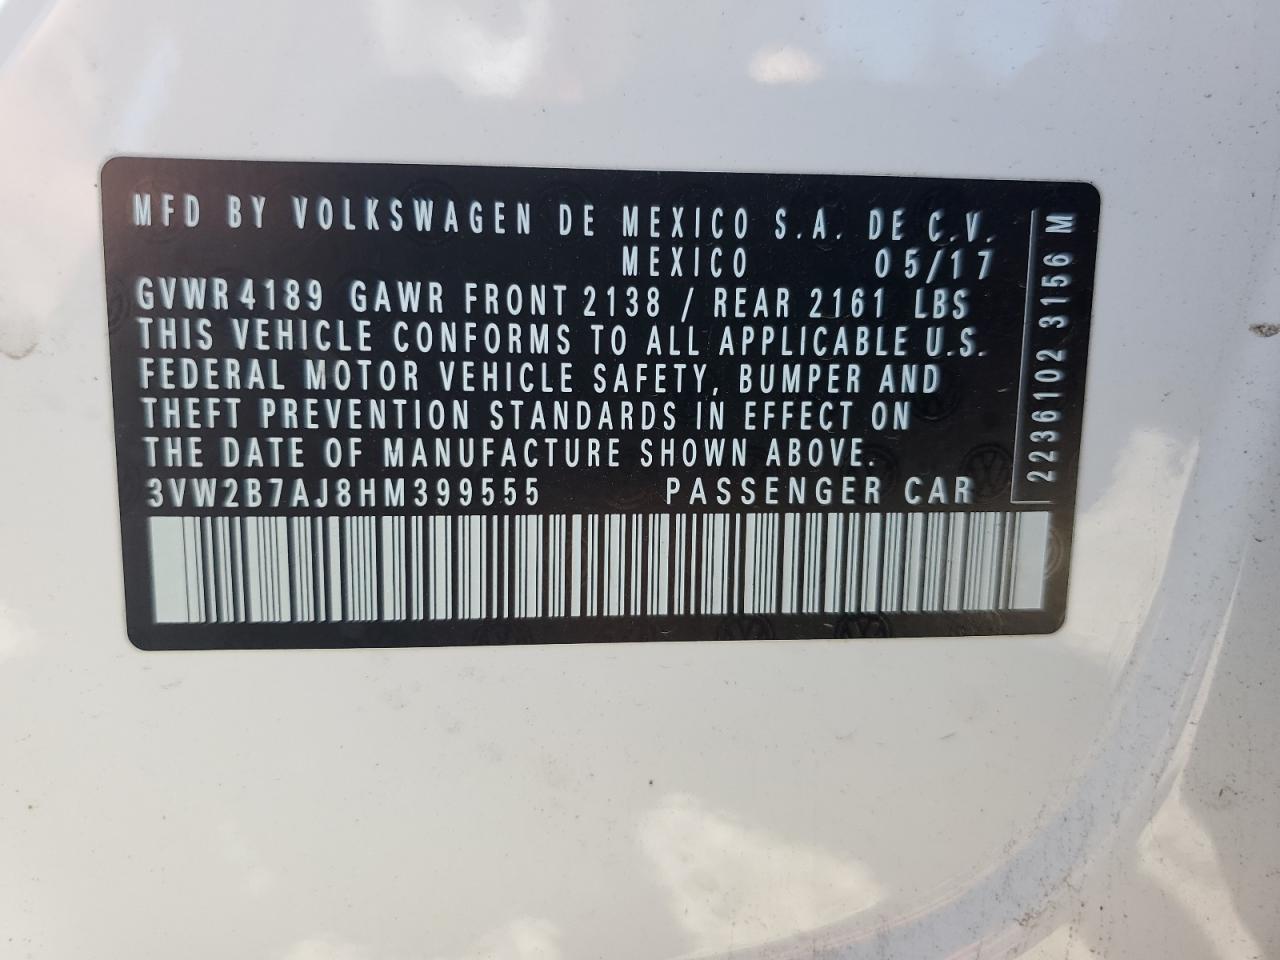 MFD BY VOLKSWAGEN DE MEXICO S.A. DE C.V.
MEXICO 05/17
GVWR 4189 GAWR FRONT 2138 / REAR 2161 LBS
THIS VEHICLE CONFORMS TO ALL APPLICABLE U.S.
FEDERAL MOTOR VEHICLE SAFETY, BUMPER AND
THEFT PREVENTION STANDARDS IN EFFECT ON
THE DATE OF MANUFACTURE SHOWN ABOVE.
3VW2B7AJ8HM399555 PASSENGER CAR
2236102 3156 M